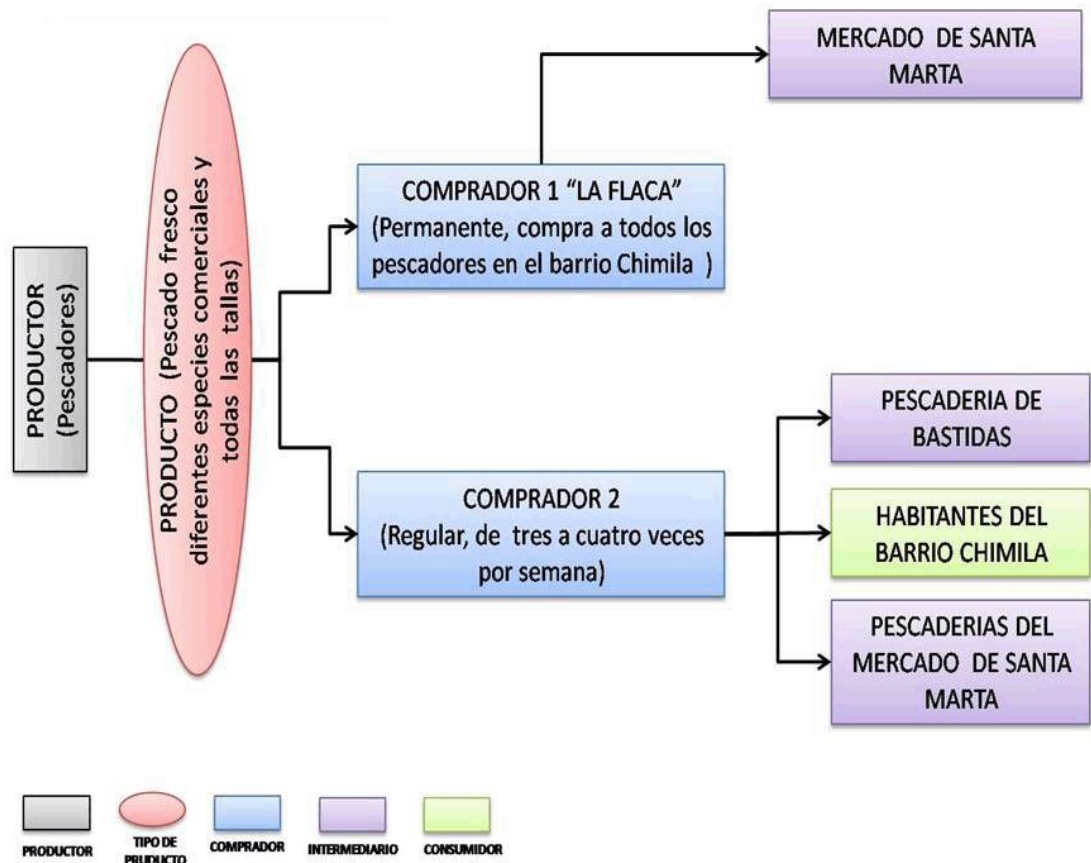 MERCADO DE SANTA
MARTA
COMPRADOR 1 “LA FLACA”
(Permanente, compra a todos los
pescadores en el barrio Chimila )
PRODUCTOR
(Pescadores)
PRODUCTO (Pescado fresco
diferentes especies comerciales y
todas las tallas)
PESCADERIA DE
BASTIDAS
COMPRADOR 2
(Regular, de tres a cuatro veces
por semana)
HABITANTES DEL
BARRIO CHIMILA
PESCADERIAS DEL
MERCADO DE SANTA
MARTA
PRODUCTOR
TIPO DE
PRUDUCTO
COMPRADOR
INTERMEDIARIO
CONSUMIDOR